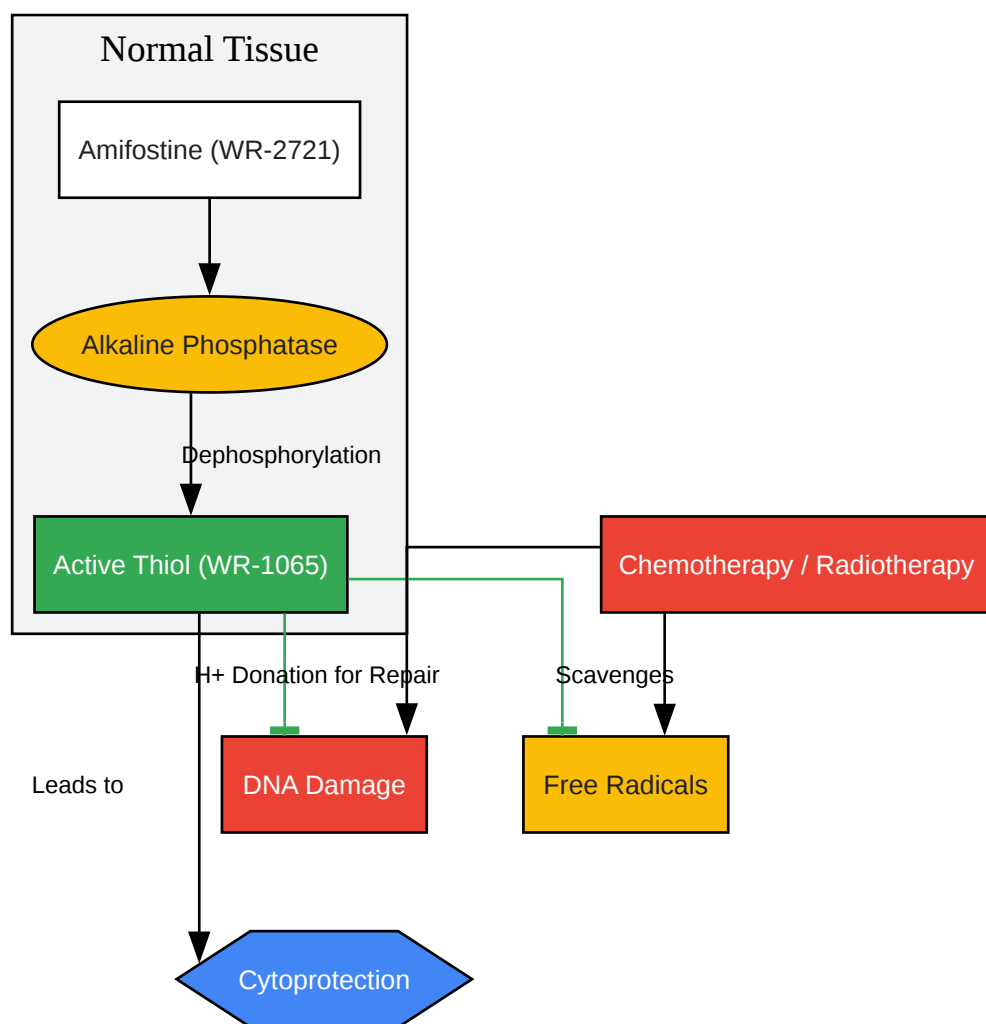 Normal Tissue
Amifostine (WR-2721)
Alkaline Phosphatase
Dephosphorylation
Active Thiol (WR-1065)
Chemotherapy / Radiotherapy
H+ Donation for Repair
Scavenges
Leads to
DNA Damage
Free Radicals
Cytoprotection